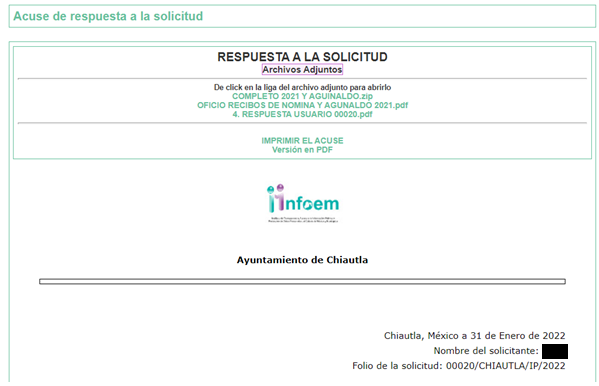 Acuse de respuesta a la solicitud
RESPUESTA A LA SOLICITUD
Archivos Adjuntos
De click en la liga del archivo adjunto para abrirlo
COMPLETO 2021 Y AGUINALDO.zip
OFICIO RECIBOS DE NOMINA Y AGUNALDO 2021.pdf
4. RESPUESTA USUARIO 00020.pdf
IMPRIMIR EL ACUSE
Versión en PDF
infoem
Ayuntamiento de Chiautla
Chiautla, México a 31 de Enero de 2022
Nombre del solicitante:
Folio de la solicitud: 00020/CHIAUTLA/IP/2022